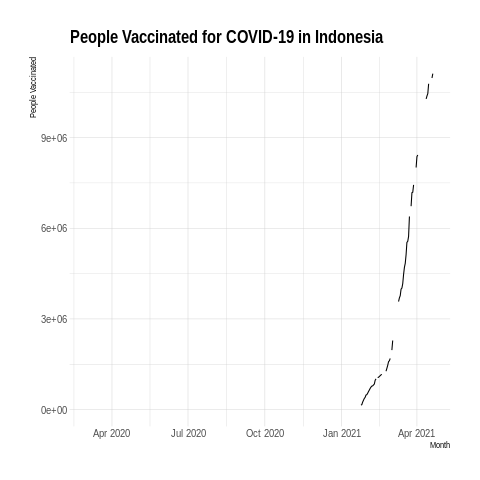 People Vaccinated for COVID-19 in Indonesia
People Vaccinated
9e+06
6e+06
3e+06
0e+00
Apr 2020 Jul 2020 Oct 2020 Jan 2021 Apr 2021
Month